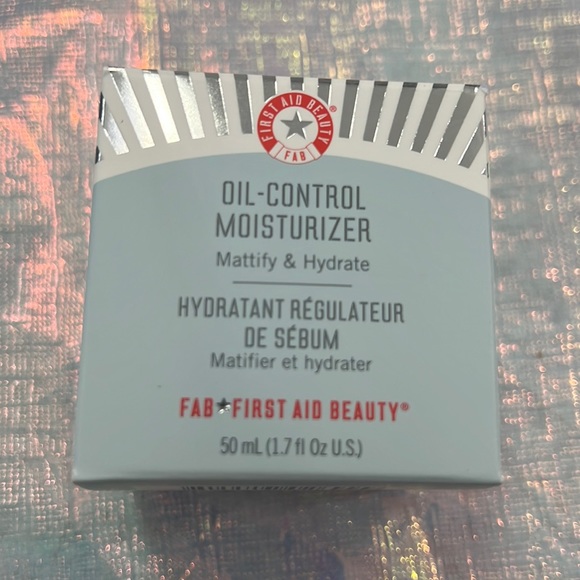 FIRST AID BEAUTY®
FAB
OIL-CONTROL
MOISTURIZER
Mattify & Hydrate
HYDRATANT RÉGULATEUR
DE SÉBUM
Matifier et hydrater
FAB★FIRST AID BEAUTY®
50 mL (1.7 fl Oz U.S.)